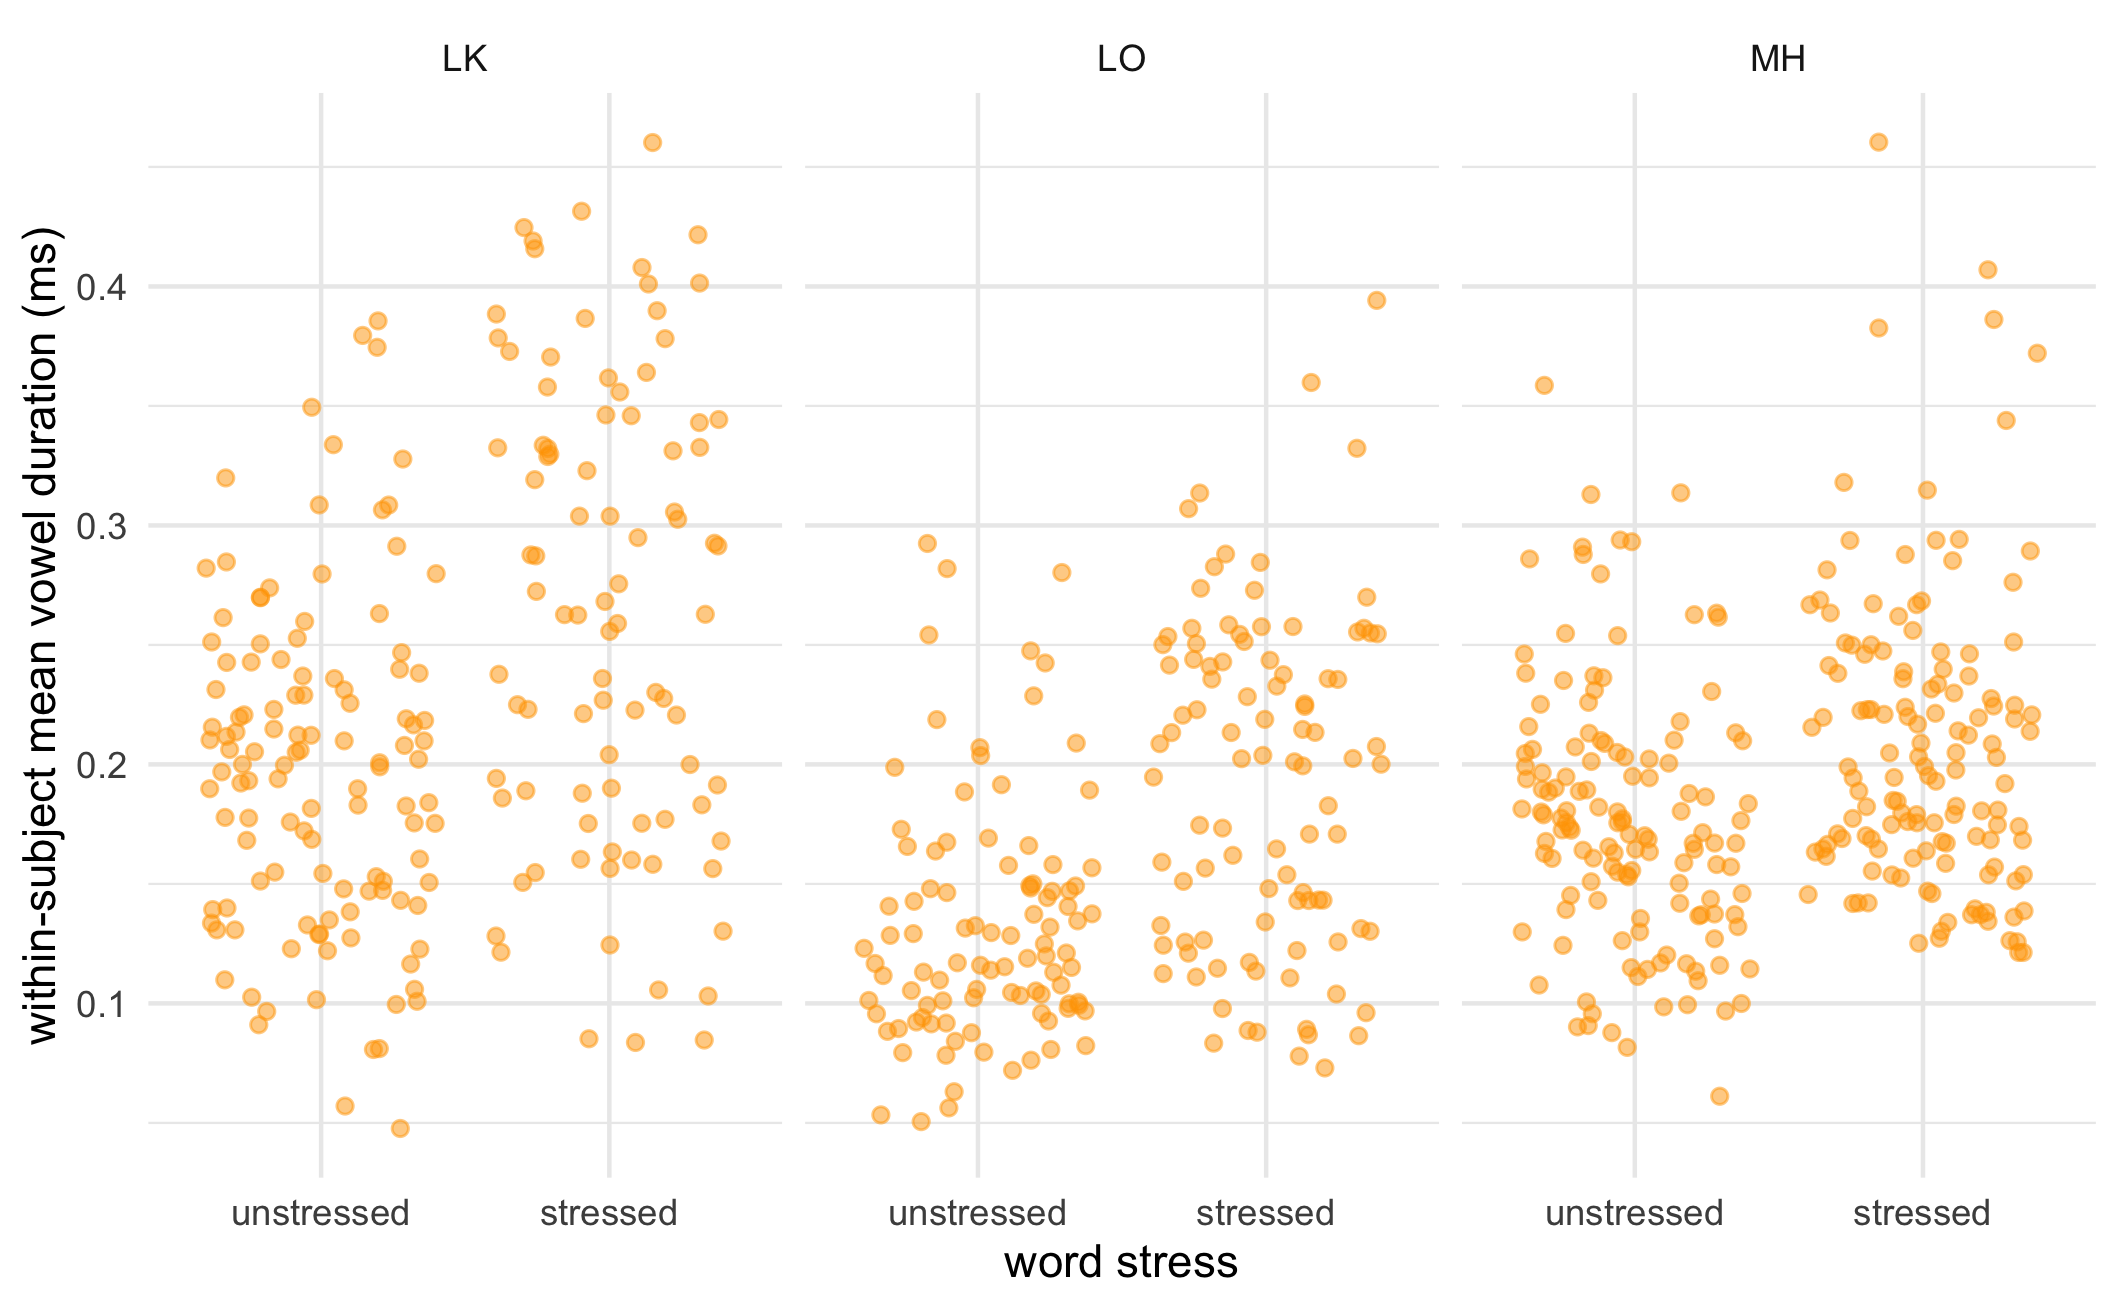 LK
LO
MH
within-subject mean vowel duration (ms)
0.4
0.3
0.2
0.1
unstressed
stressed
unstressed
stressed
unstressed
stressed
word stress